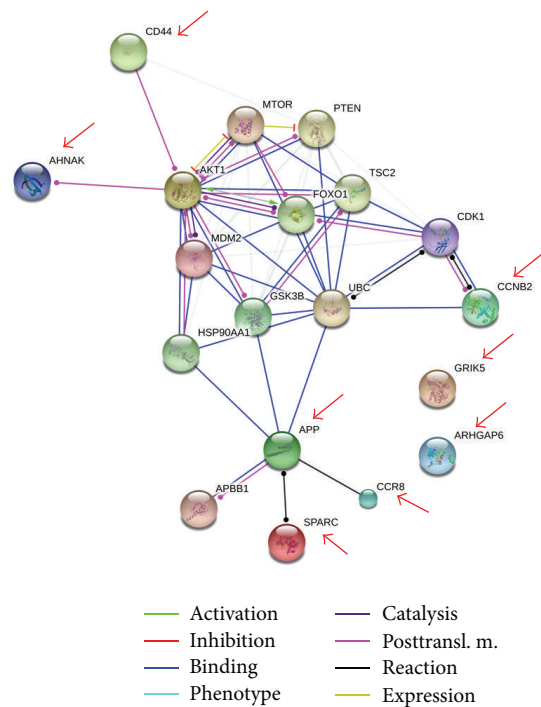 CD44
MTOR
PTEN
AHNAK
AKT1
TSC2
FOXO1
CDK1
MDM2
CCNB2
GSK3B
UBC
HSP90AA1
GRIK5
APP
ARHGAP6
CCR8
APBB1
SPARC
Activation
Catalysis
Inhibition
Posttransl. m.
Binding
Reaction
Phenotype
Expression